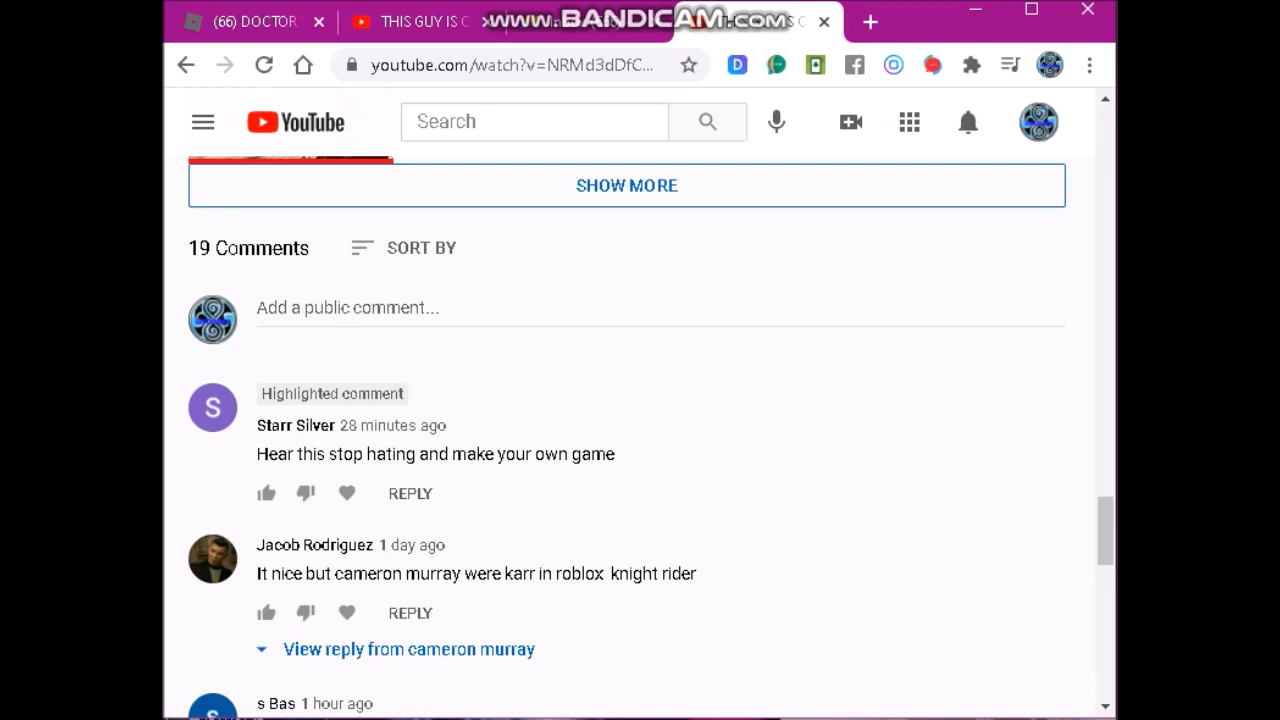 (66) DOCTOR
THIS GUY IS C
www.BANDICAM.com
youtube.com/watch?v=NRMd3dDfC...
YouTube
Search
SHOW MORE
19 Comments
SORT BY
Add a public comment...
S
Highlighted comment
Starr Silver 28 minutes ago
Hear this stop hating and make your own game
REPLY
Jacob Rodriguez 1 day ago
It nice but cameron murray were karr in roblox knight rider
REPLY
View reply from cameron murray
s Bas 1 hour ago